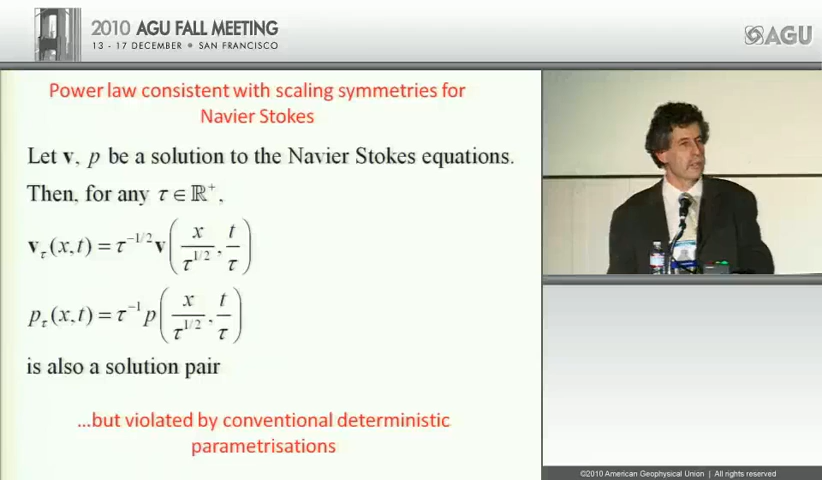 2010 AGU FALL MEETING
13 - 17 DECEMBER • SAN FRANCISCO
AGU
Power law consistent with scaling symmetries for
Navier Stokes
Let v, p be a solution to the Navier Stokes equations.
Then, for any τ ∈ ℝ⁺,
v_τ(x,t) = τ^{-1/2} v(x/τ^{1/2}, t/τ)
p_τ(x,t) = τ^{-1} p(x/τ^{1/2}, t/τ)
is also a solution pair
...but violated by conventional deterministic
parametrisations
©2010 American Geophysical Union | All rights reserved